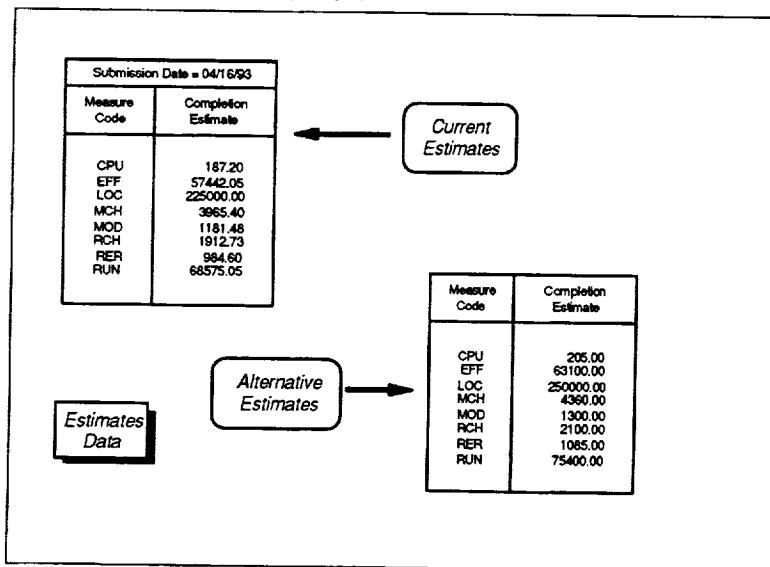 Submission Date = 04/16/93
Measure Code Completion Estimate
CPU 187.20
EFF 57442.05
LOC 225000.00
MCH 3965.40
MOD 1181.48
RCH 1912.73
RER 984.60
RUN 68575.05
Current
Estimates
Measure Code Completion Estimate
CPU 205.00
EFF 63100.00
LOC 250000.00
MCH 4360.00
MOD 1300.00
RCH 2100.00
RER 1085.00
RUN 75400.00
Alternative
Estimates
Estimates
Data